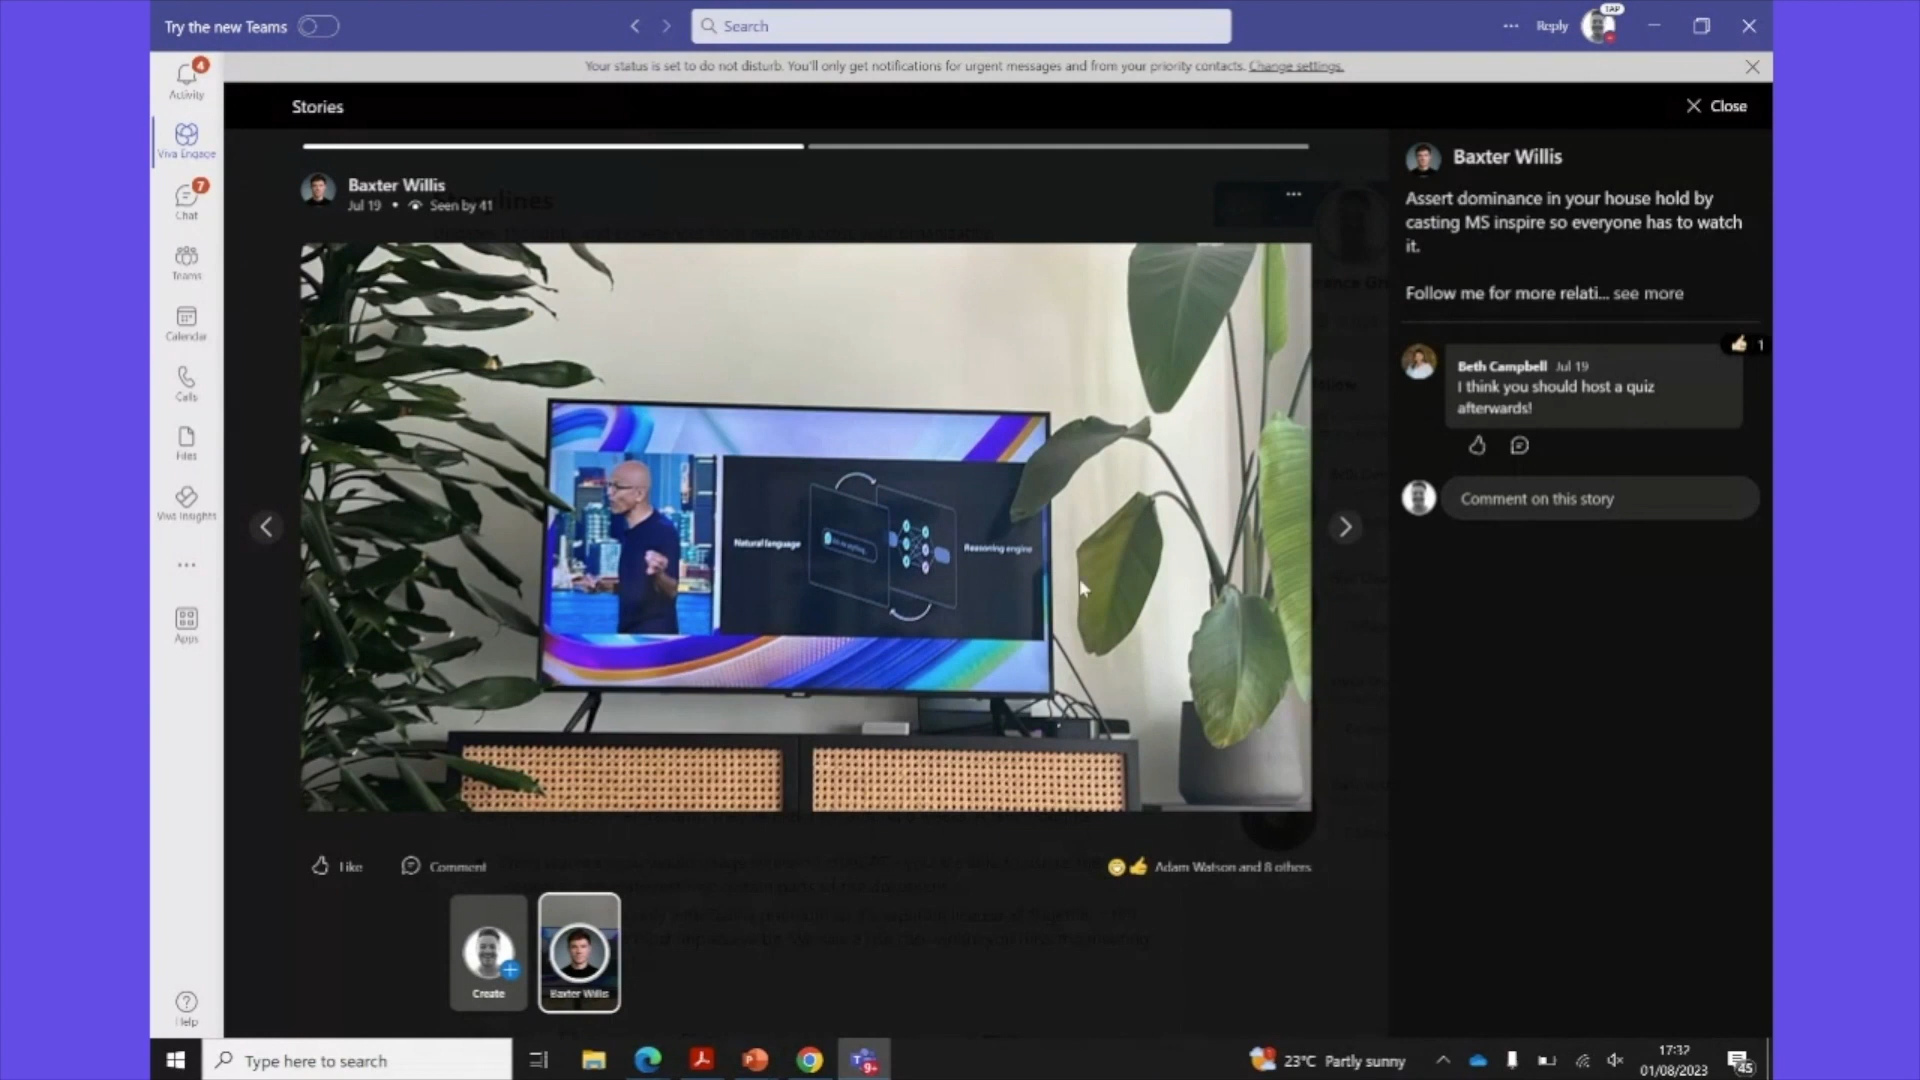 Try the new Teams
Search
Reply
TAP
Your status is set to do not disturb. You'll only get notifications for urgent messages and from your priority contacts. Change settings.
4
Activity
Viva Engage
7
Chat
Teams
Calendar
Calls
Files
Viva Insights
Apps
Help
Stories
Close
Baxter Willis
Jul 19 • Seen by 41
Natural language
Reasoning engine
Like
Comment
Adam Watson and 8 others
Create
Baxter Willis
Baxter Willis
Assert dominance in your house hold by
casting MS inspire so everyone has to watch
it.
Follow me for more relati... see more
1
Beth Campbell Jul 19
I think you should host a quiz
afterwards!
Comment on this story
Type here to search
9+
23°C Partly sunny
17:32
01/08/2023
45